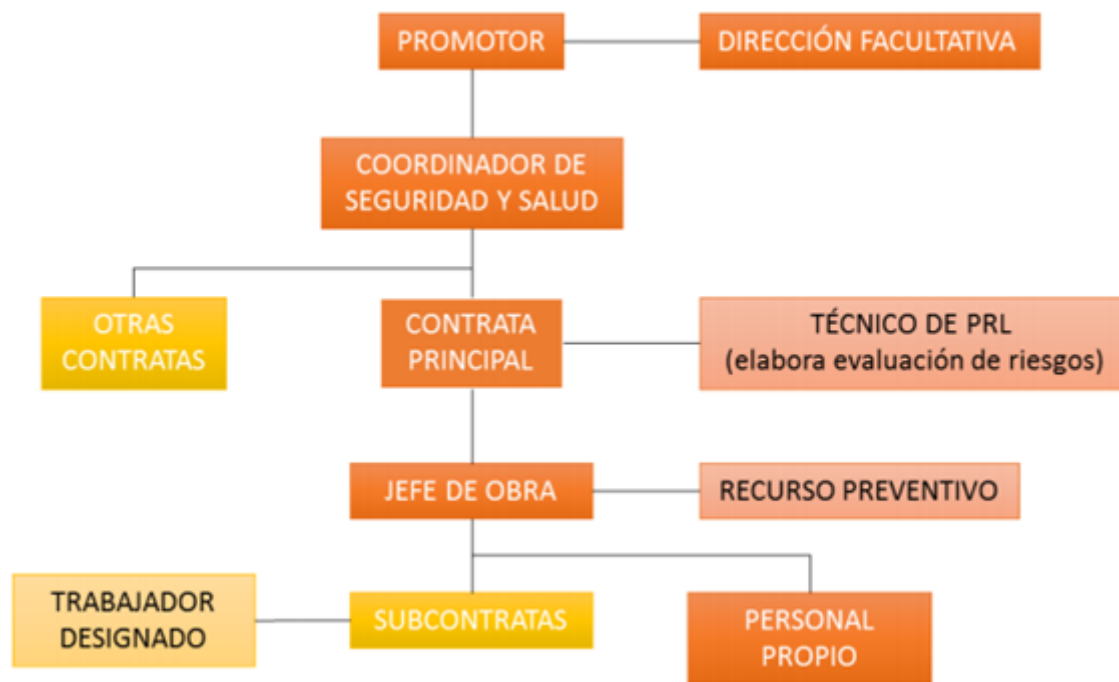 PROMOTOR
DIRECCIÓN FACULTATIVA
COORDINADOR DE
SEGURIDAD Y SALUD
OTRAS
CONTRATAS
CONTRATA
PRINCIPAL
TÉCNICO DE PRL
(elabora evaluación de riesgos)
JEFE DE OBRA
RECURSO PREVENTIVO
TRABAJADOR
DESIGNADO
SUBCONTRATAS
PERSONAL
PROPIO